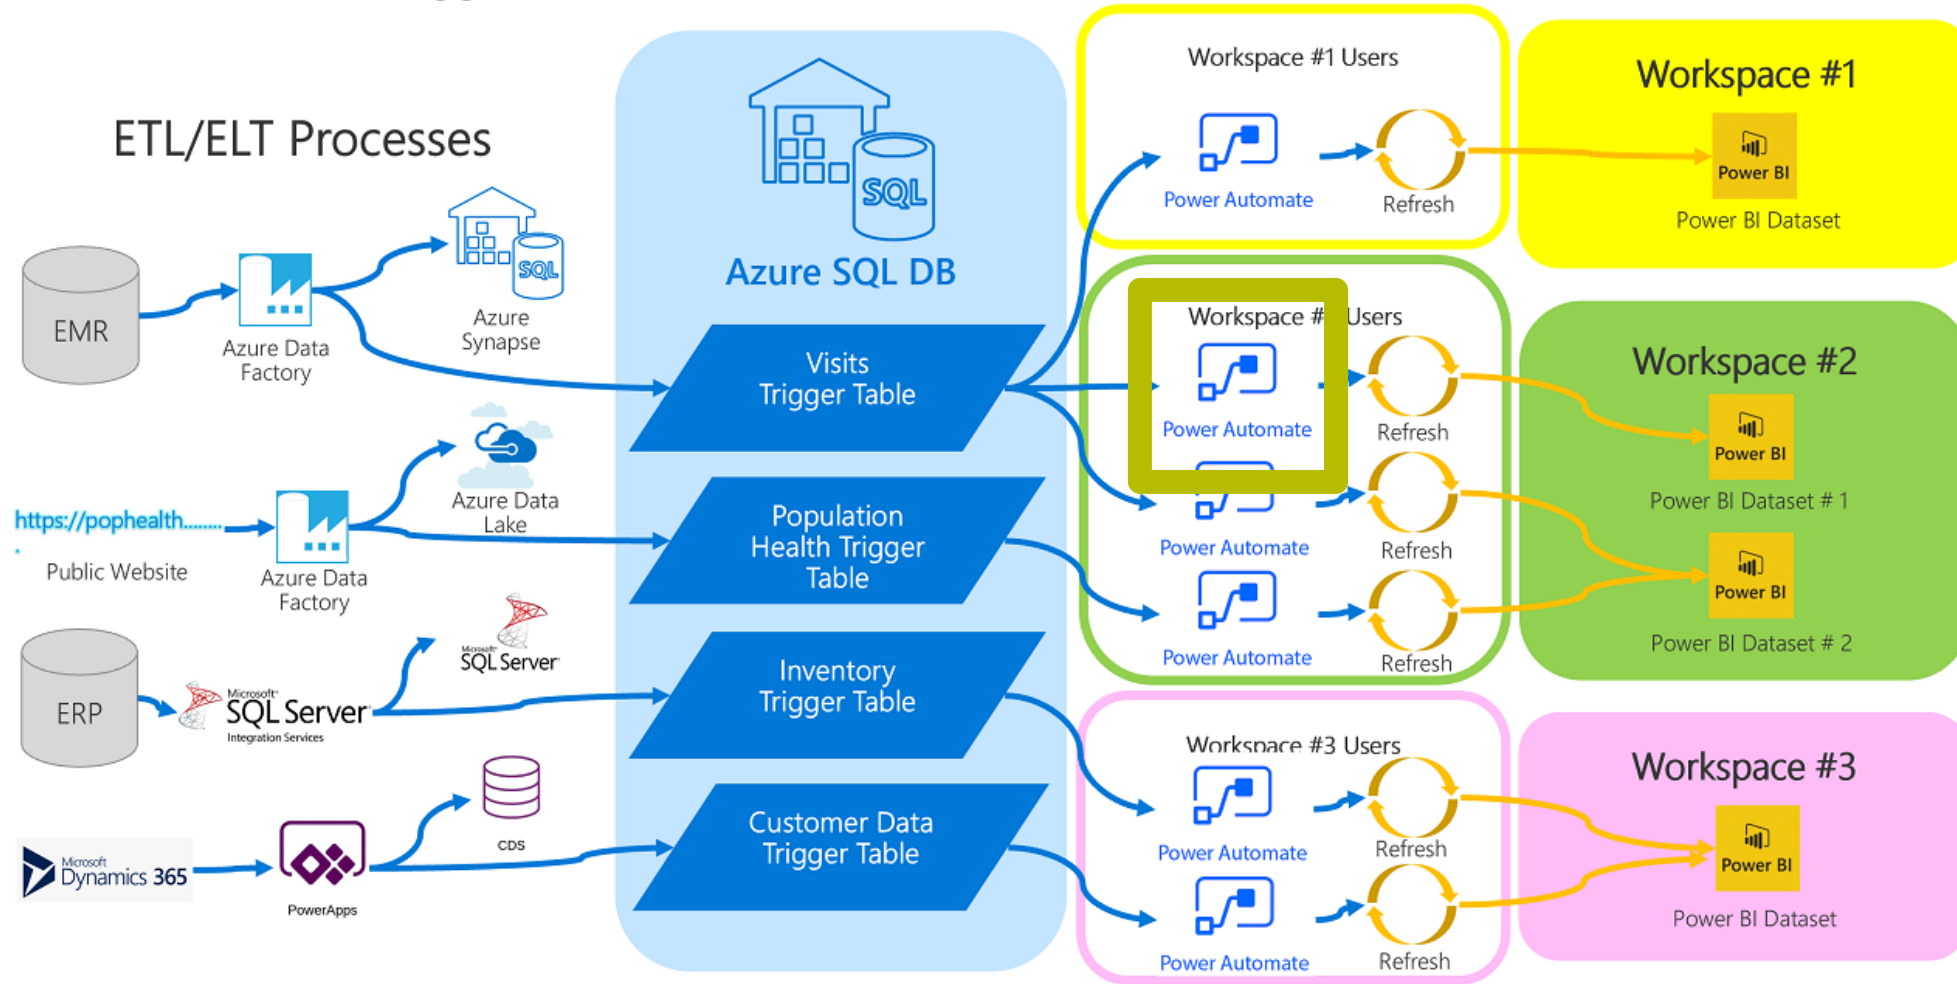 ETL/ELT Processes
EMR
Azure Data
Factory
SQL
Azure
Synapse
https://pophealth........
.
Public Website
Azure Data
Factory
Azure Data
Lake
ERP
Microsoft
SQL Server
Integration Services
Microsoft
SQL Server
Microsoft
Dynamics 365
PowerApps
CDS
SQL
Azure SQL DB
Visits
Trigger Table
Population
Health Trigger
Table
Inventory
Trigger Table
Customer Data
Trigger Table
Workspace #1 Users
Power Automate
Refresh
Workspace #1
Power BI
Power BI Dataset
Workspace # Users
Power Automate
Refresh
Power Automate
Refresh
Power Automate
Refresh
Workspace #2
Power BI
Power BI Dataset # 1
Power BI
Power BI Dataset # 2
Workspace #3 Users
Power Automate
Refresh
Power Automate
Refresh
Workspace #3
Power BI
Power BI Dataset